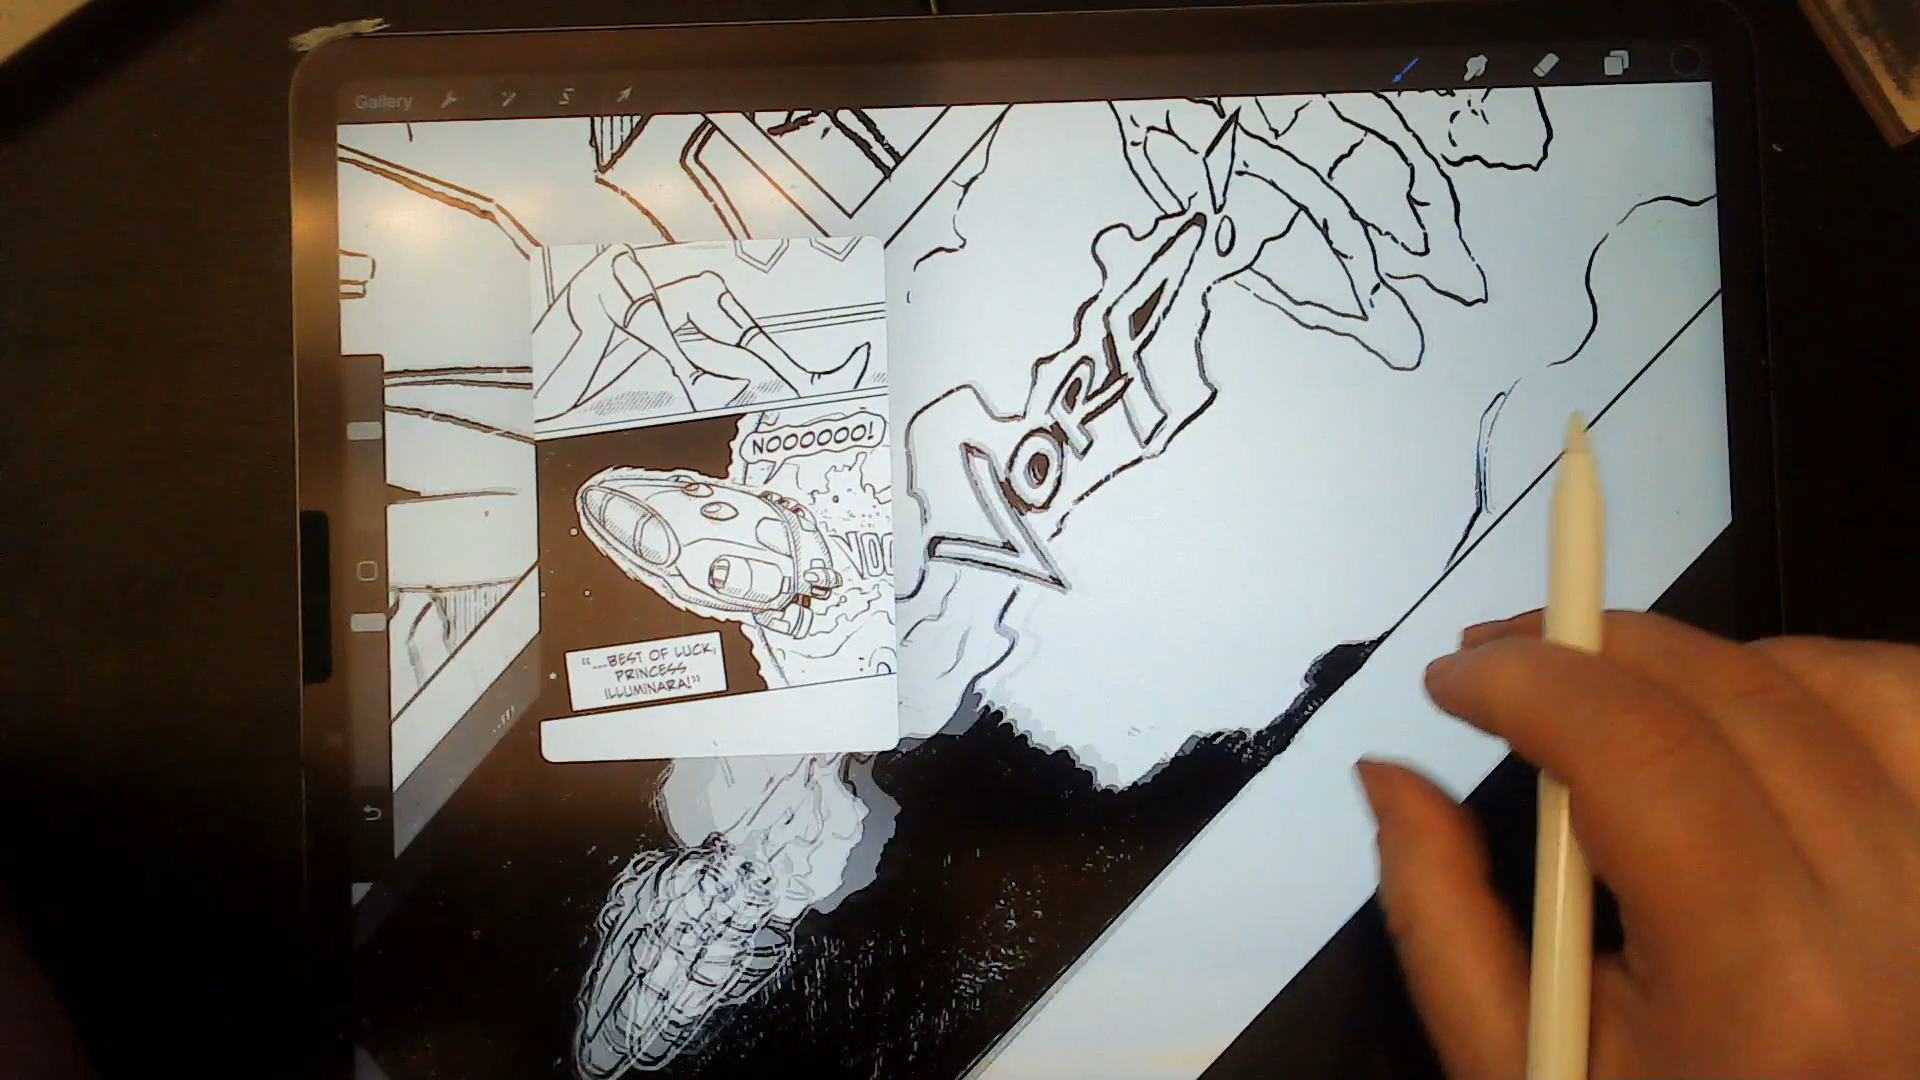 Gallery
VORP!
NOOOOOO!
VOO
"...BEST OF LUCK,
PRINCESS
ILLUMINARA!"